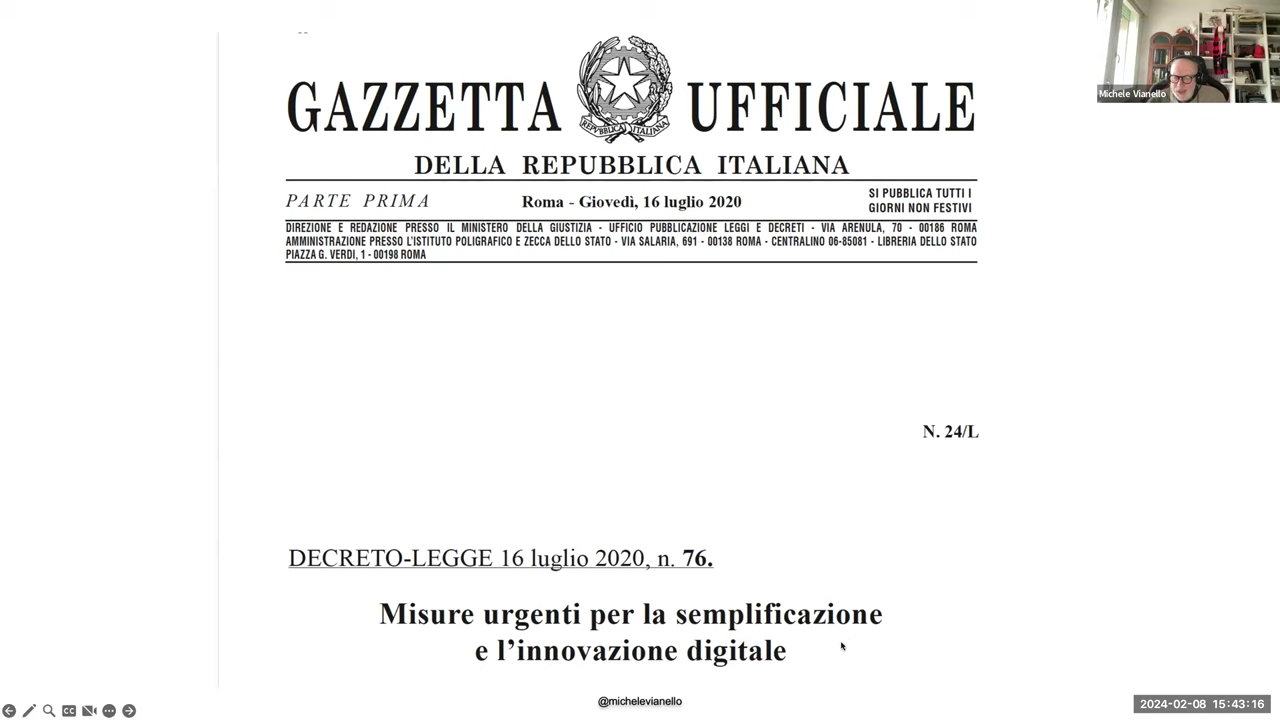 GAZZETTA UFFICIALE
REPVBBLICA ITALIANA
DELLA REPUBBLICA ITALIANA
PARTE PRIMA
Roma - Giovedì, 16 luglio 2020
SI PUBBLICA TUTTI I
GIORNI NON FESTIVI
DIREZIONE E REDAZIONE PRESSO IL MINISTERO DELLA GIUSTIZIA - UFFICIO PUBBLICAZIONE LEGGI E DECRETI - VIA ARENULA, 70 - 00186 ROMA
AMMINISTRAZIONE PRESSO L'ISTITUTO POLIGRAFICO E ZECCA DELLO STATO - VIA SALARIA, 691 - 00138 ROMA - CENTRALINO 06-85081 - LIBRERIA DELLO STATO
PIAZZA G. VERDI, 1 - 00198 ROMA
Michele Vianello
N. 24/L
DECRETO-LEGGE 16 luglio 2020, n. 76.
Misure urgenti per la semplificazione
e l’innovazione digitale
@michelevianello
CC
2024-02-08 15:43:16